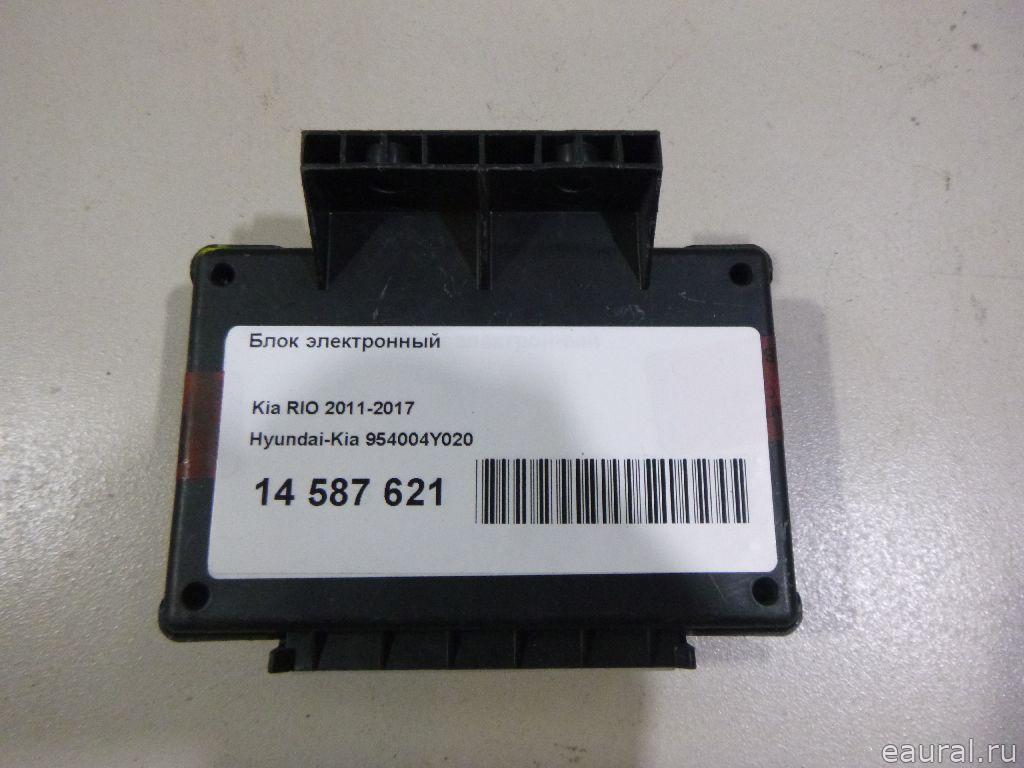 Блок электронный
Kia RIO 2011-2017
Hyundai-Kia 954004Y020
14 587 621
eaural.ru